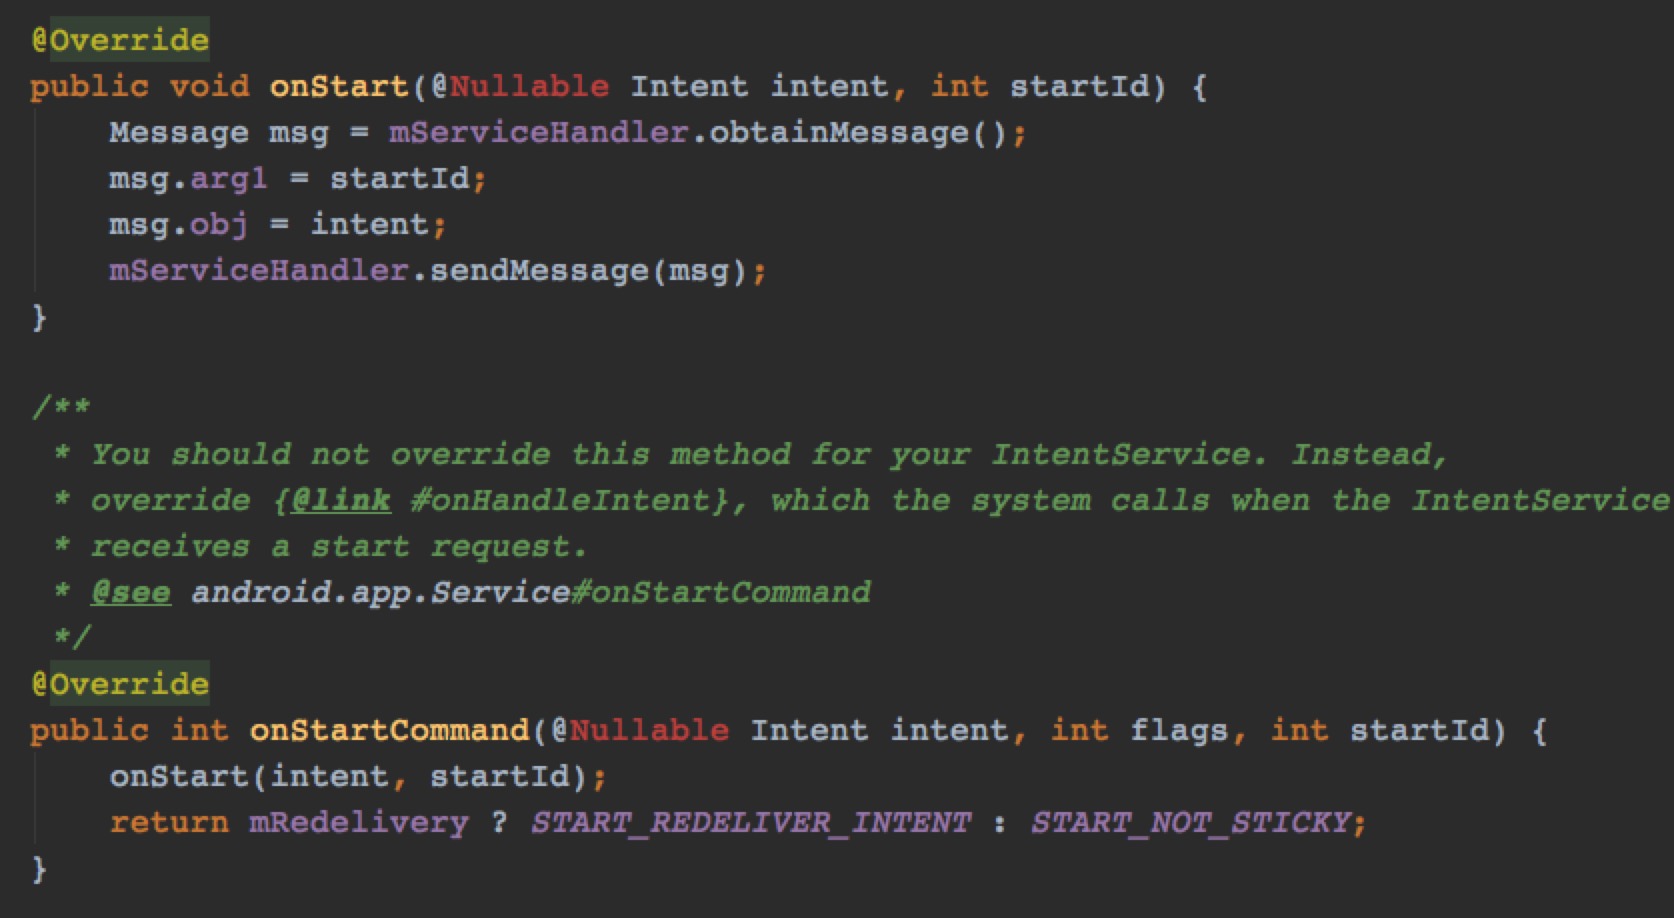 @Override
public void onStart(@Nullable Intent intent, int startId) {
    Message msg = mServiceHandler.obtainMessage();
    msg.arg1 = startId;
    msg.obj = intent;
    mServiceHandler.sendMessage(msg);
}

/**
 * You should not override this method for your IntentService. Instead,
 * override {@link #onHandleIntent}, which the system calls when the IntentService
 * receives a start request.
 * @see android.app.Service#onStartCommand
 */
@Override
public int onStartCommand(@Nullable Intent intent, int flags, int startId) {
    onStart(intent, startId);
    return mRedelivery ? START_REDELIVER_INTENT : START_NOT_STICKY;
}